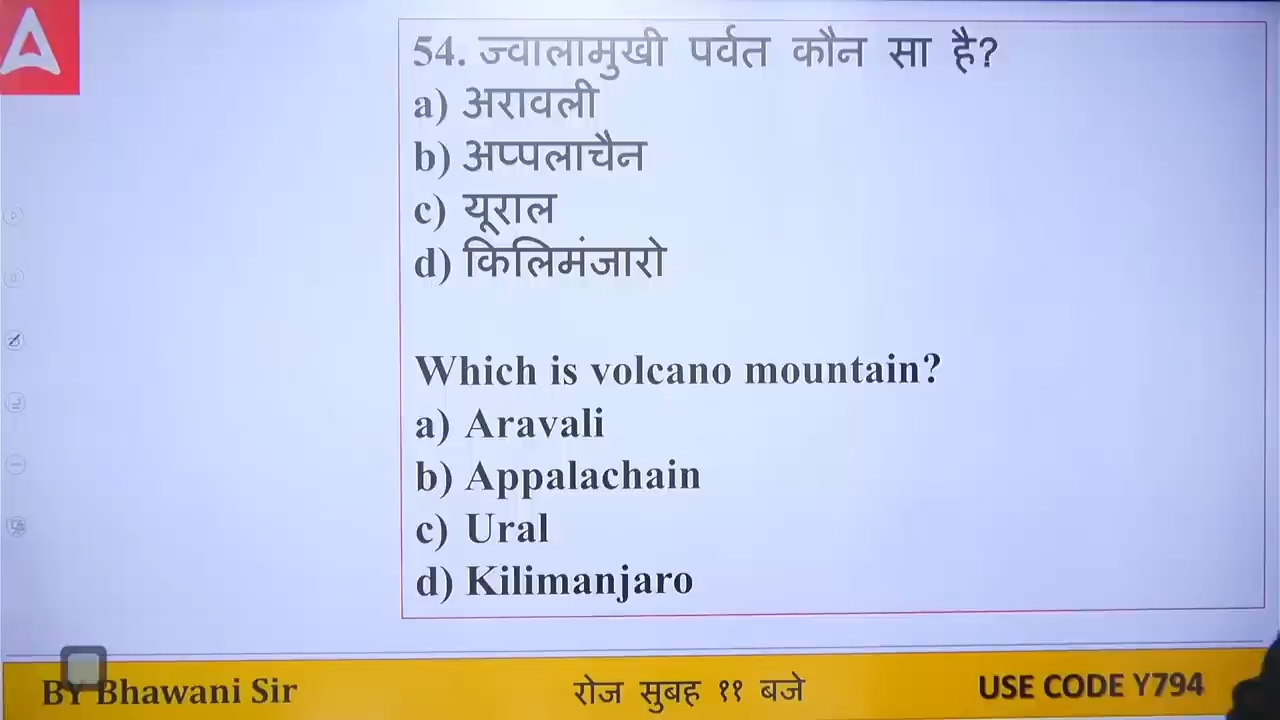 54. ज्वालामुखी पर्वत कौन सा है?
a) अरावली
b) अप्पलाचैन
c) यूराल
d) किलिमंजारो
Which is volcano mountain?
a) Aravali
b) Appalachain
c) Ural
d) Kilimanjaro
BY Bhawani Sir
रोज सुबह ११ बजे
USE CODE Y794